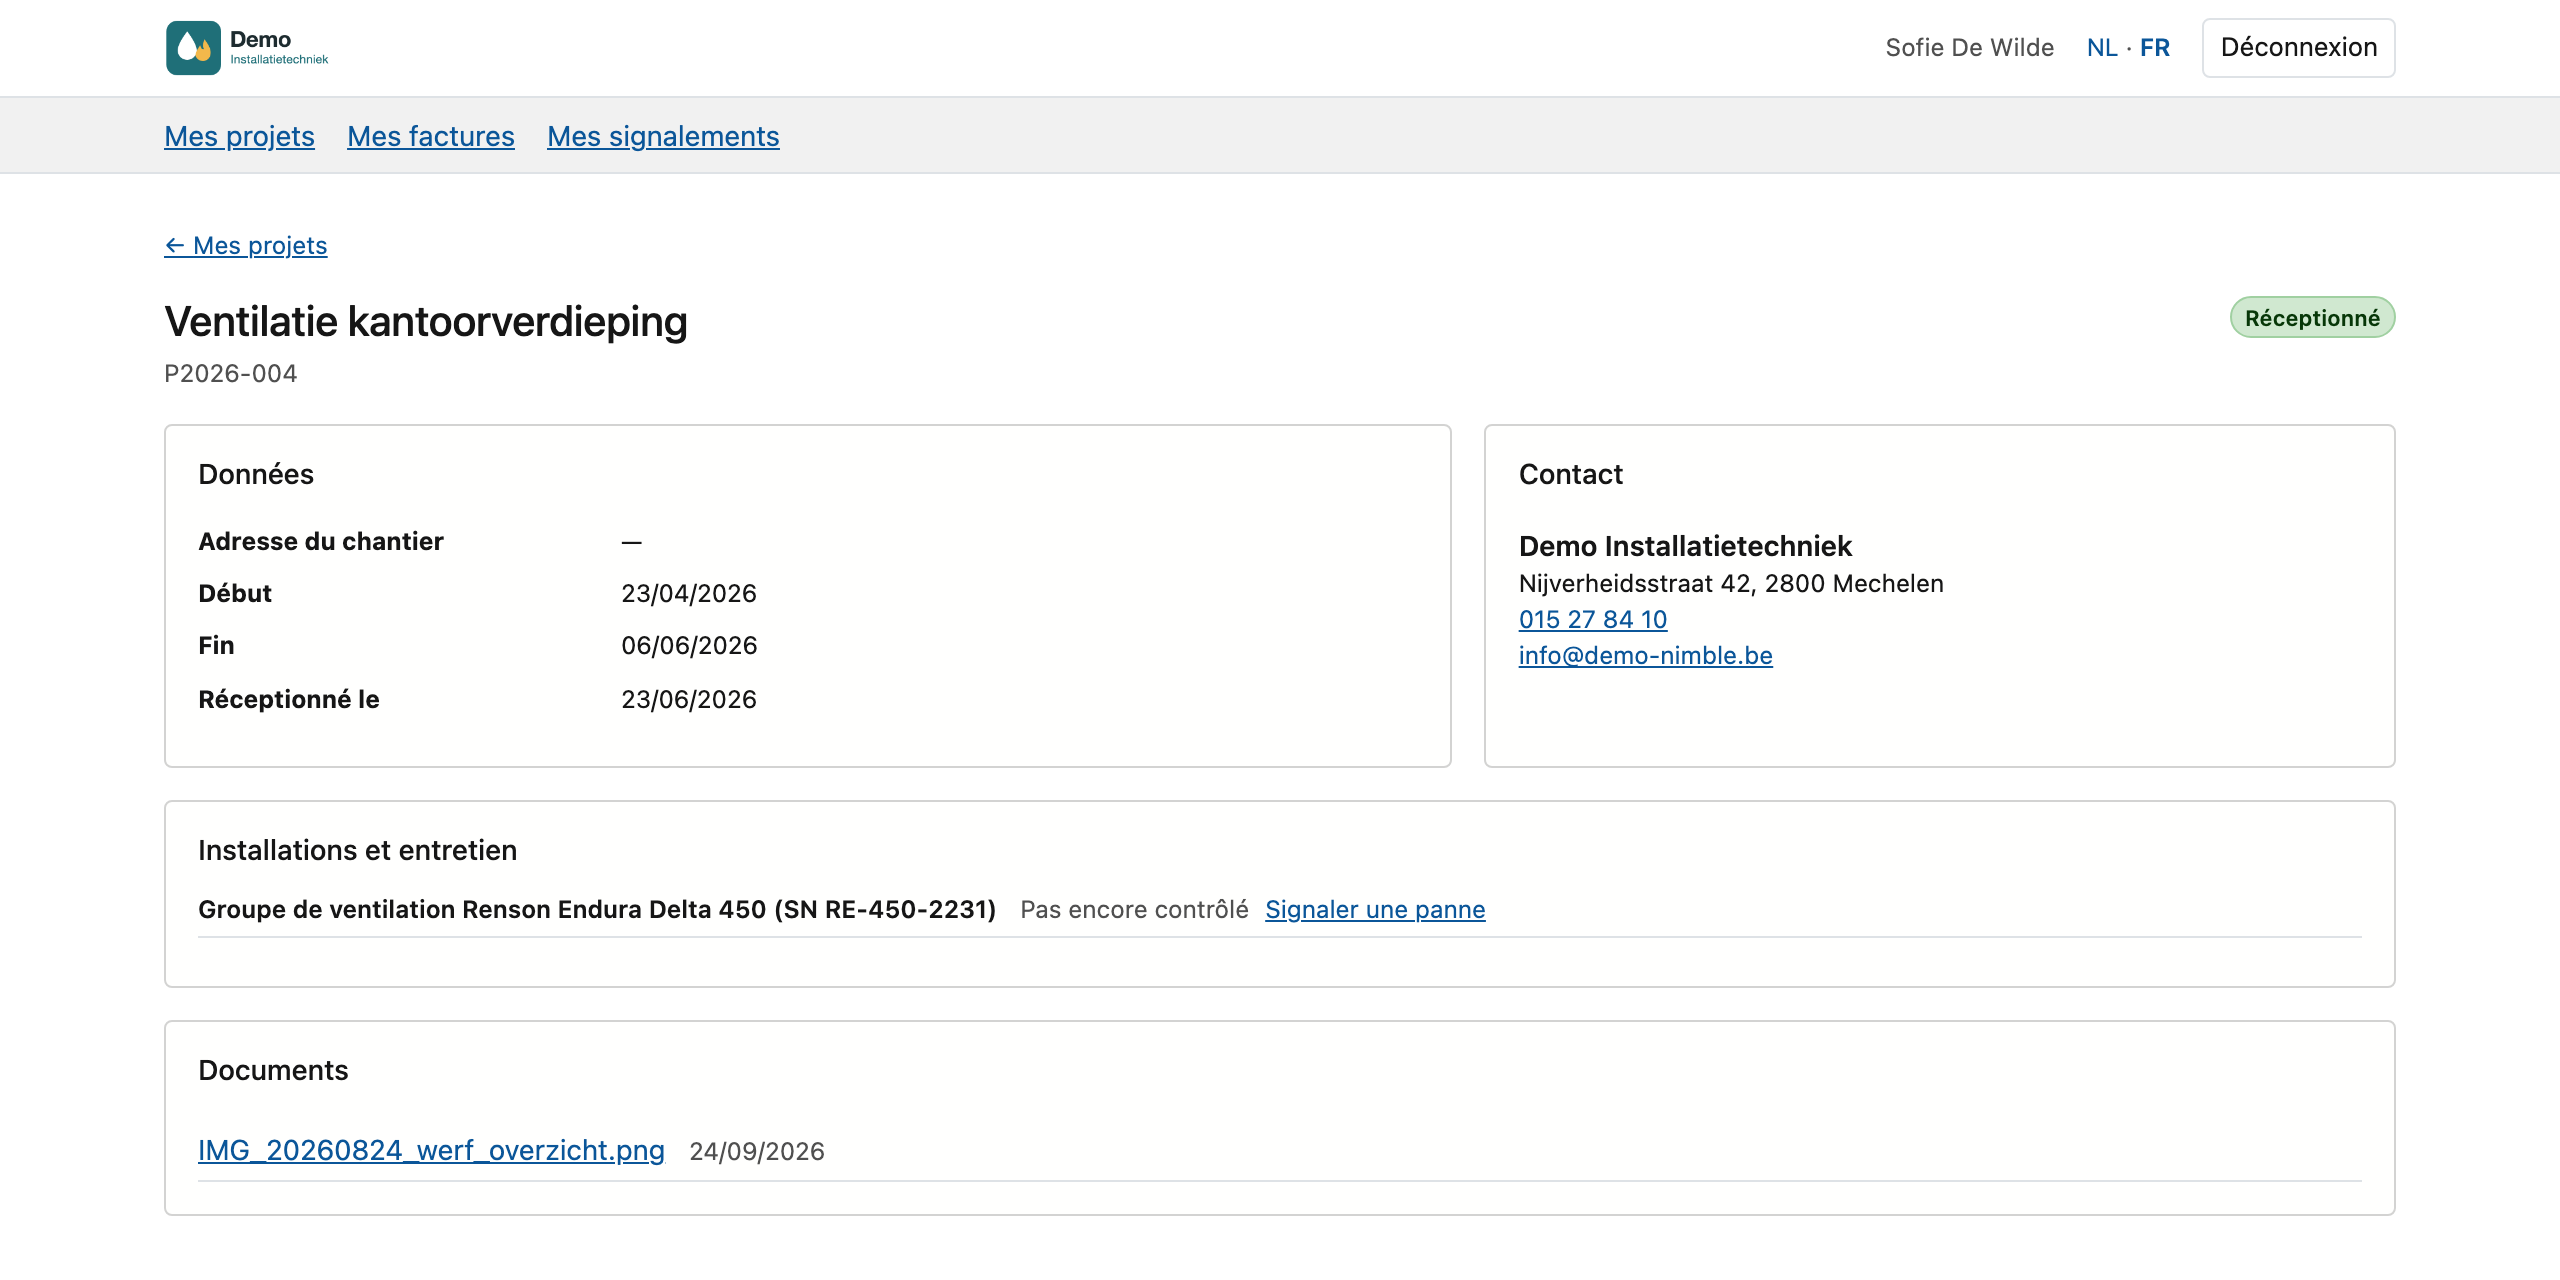 Demo
Installatietechniek
Sofie De Wilde NL · FR Déconnexion
Mes projets Mes factures Mes signalements
← Mes projets
Ventilatie kantoorverdieping
Réceptionné
P2026-004
Données
Adresse du chantier —
Début 23/04/2026
Fin 06/06/2026
Réceptionné le 23/06/2026
Contact
Demo Installatietechniek
Nijverheidsstraat 42, 2800 Mechelen
015 27 84 10
info@demo-nimble.be
Installations et entretien
Groupe de ventilation Renson Endura Delta 450 (SN RE-450-2231) Pas encore contrôlé Signaler une panne
Documents
IMG_20260824_werf_overzicht.png 24/09/2026